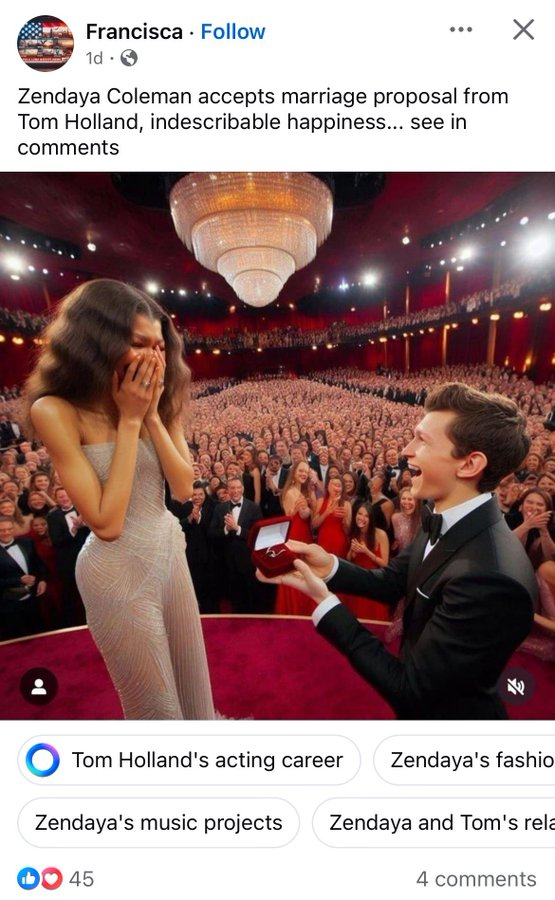 Francisca · Follow
1d ·
Zendaya Coleman accepts marriage proposal from
Tom Holland, indescribable happiness... see in
comments
Tom Holland's acting career
Zendaya's fashio
Zendaya's music projects
Zendaya and Tom's rela
45
4 comments